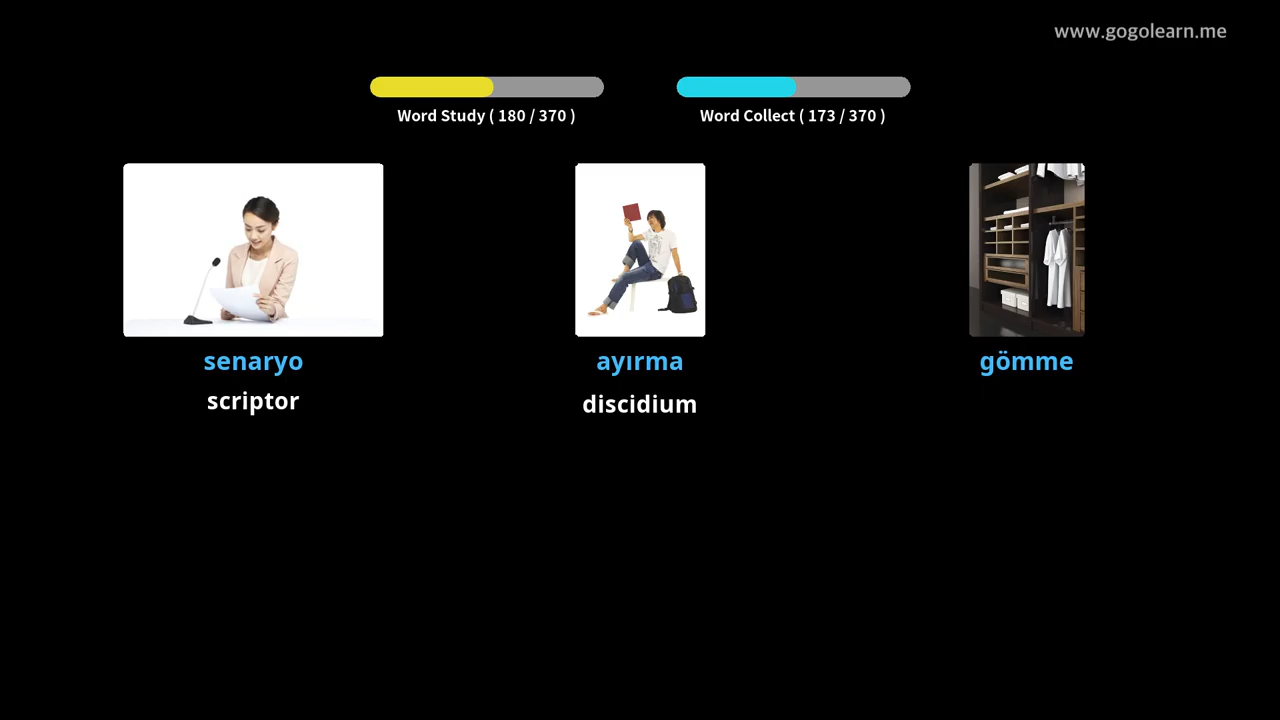 www.gogolearn.me
Word Study ( 180 / 370 )
Word Collect ( 173 / 370 )
senaryo
ayırma
gömme
scriptor
discidium